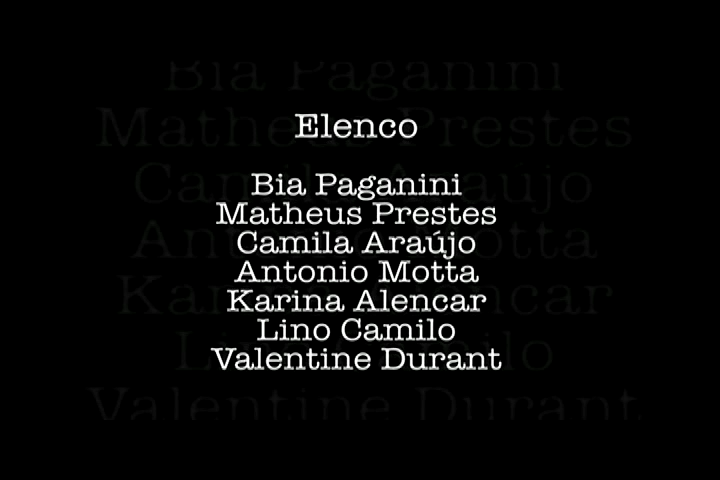 Elenco
Bia Paganini
Matheus Prestes
Camila Araújo
Antonio Motta
Karina Alencar
Lino Camilo
Valentine Durant